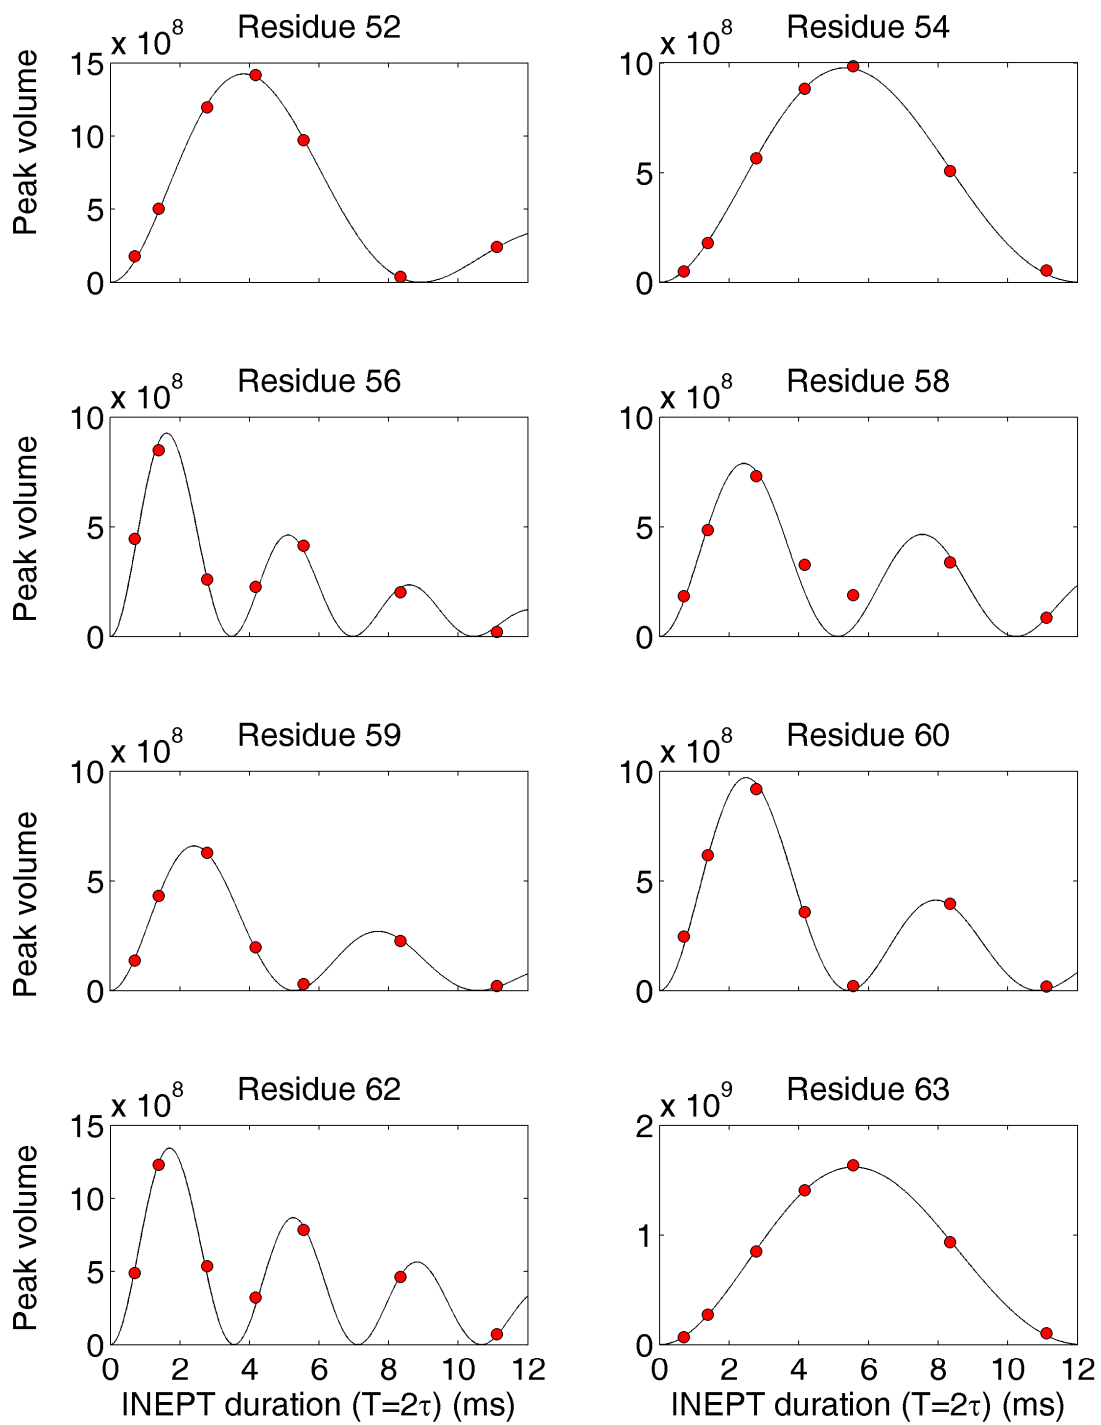 Residue 52
Residue 54
x 10^8
x 10^8
15
10
5
0
Peak volume
10
5
0
Residue 56
Residue 58
x 10^8
x 10^8
10
5
0
Peak volume
10
5
0
Residue 59
Residue 60
x 10^8
x 10^8
10
5
0
Peak volume
10
5
0
Residue 62
Residue 63
x 10^8
x 10^9
15
10
5
0
Peak volume
2
1
0
0 2 4 6 8 10 12
0 2 4 6 8 10 12
INEPT duration (T=2τ) (ms)
INEPT duration (T=2τ) (ms)